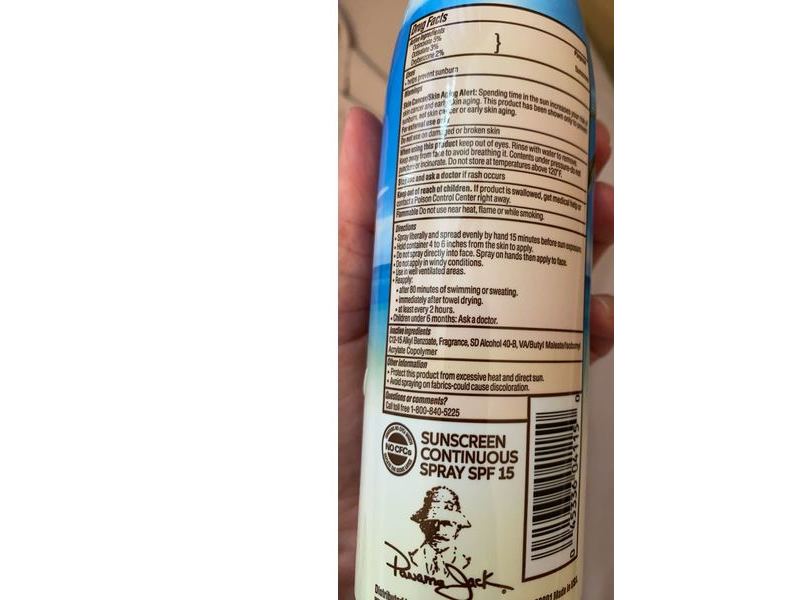 Drug Facts
Active Ingredients
Octinoxate 5%
Octisalate 3%
Oxybenzone 2%
}
Uses
• helps prevent sunburn
Warnings
Skin Cancer/Skin Aging Alert: Spending time in the sun increases your risk of
skin cancer and early skin aging. This product has been shown only to prevent
sunburn, not skin cancer or early skin aging.
For external use only
Do not use on damaged or broken skin
When using this product keep out of eyes. Rinse with water to remove.
Keep away from face to avoid breathing it. Contents under pressure-do not
puncture or incinerate. Do not store at temperatures above 120°F.
Stop use and ask a doctor if rash occurs
Keep out of reach of children. If product is swallowed, get medical help or
contact a Poison Control Center right away.
Flammable Do not use near heat, flame or while smoking.
Directions
• Spray liberally and spread evenly by hand 15 minutes before sun exposure.
• Hold container 4 to 6 inches from the skin to apply.
• Do not spray directly into face. Spray on hands then apply to face.
• Do not apply in windy conditions.
• Use in well ventilated areas.
• Reapply:
• after 80 minutes of swimming or sweating.
• immediately after towel drying.
• at least every 2 hours.
• Children under 6 months: Ask a doctor.
Inactive Ingredients
C12-15 Alkyl Benzoate, Fragrance, SD Alcohol 40-B, VA/Butyl Maleate/Isobornyl
Acrylate Copolymer
Other Information
• Protect this product from excessive heat and direct sun.
• Avoid spraying on fabrics-could cause discoloration.
Questions or comments?
Call toll free 1-800-840-5225
NO CFCs
SUNSCREEN
CONTINUOUS
SPRAY SPF 15
Panama Jack
Distributed
Made in USA